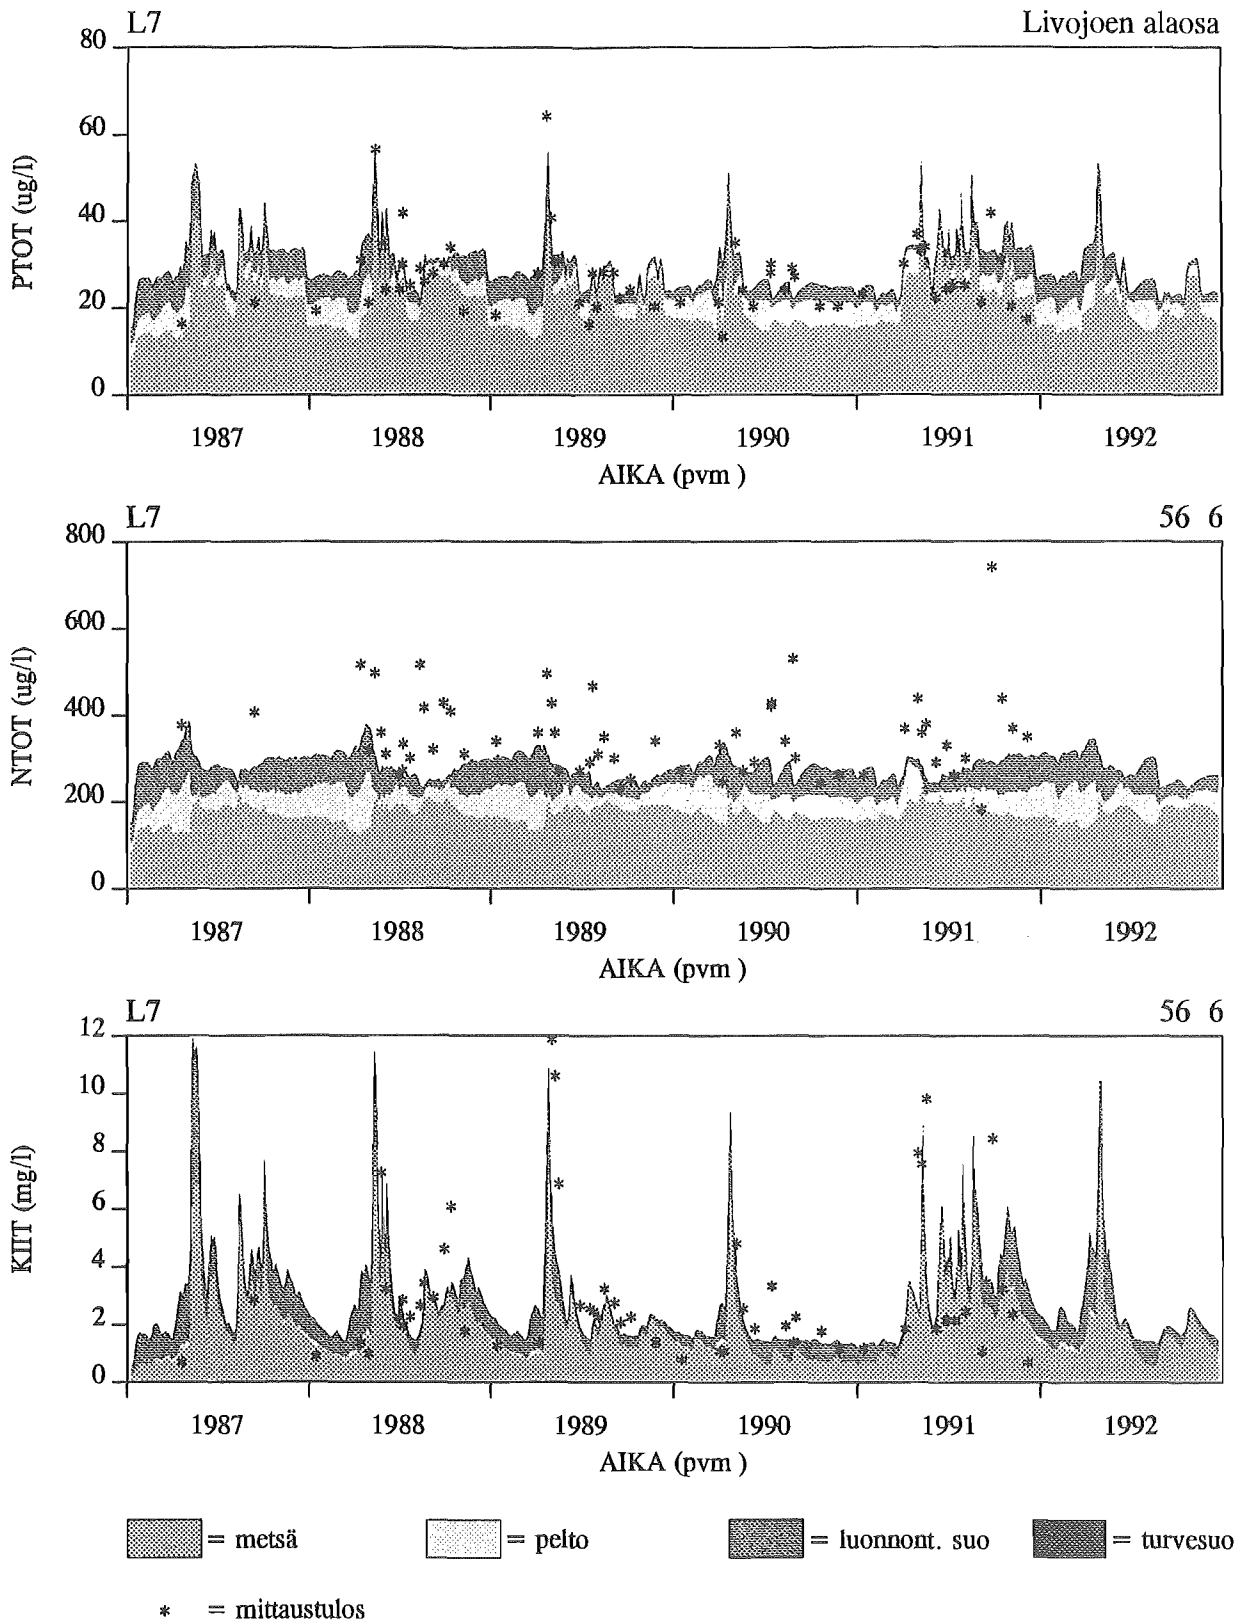 L7 Livojoen alaosa
80
60
40
20
0
PTOT (ug/l)
1987 1988 1989 1990 1991 1992
AIKA (pvm )
L7 56 6
800
600
400
200
0
NTOT (ug/l)
1987 1988 1989 1990 1991 1992
AIKA (pvm )
L7 56 6
12
10
8
6
4
2
0
KIIT (mg/l)
1987 1988 1989 1990 1991 1992
AIKA (pvm )
= metsä = pelto = luonnont. suo = turvesuo
* = mittaustulos